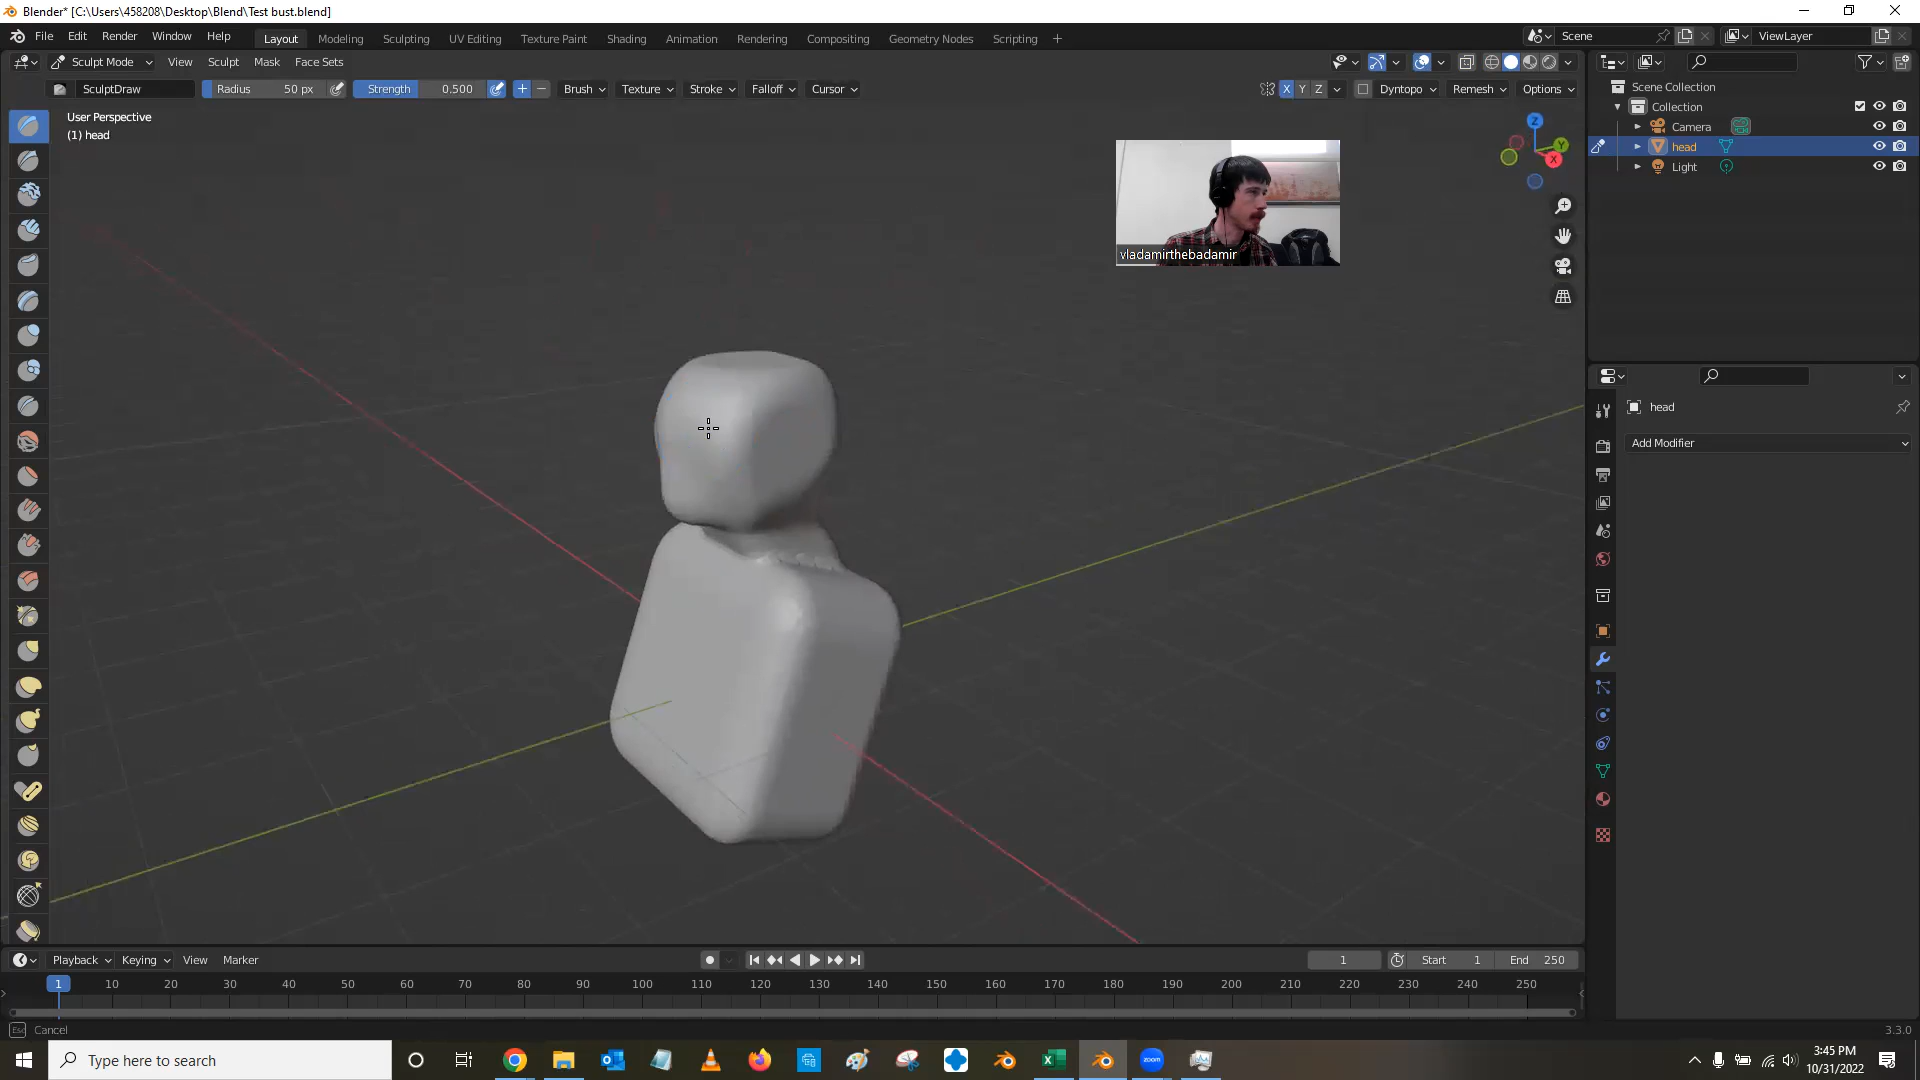 Blender* [C:\Users\458208\Desktop\Blend\Test bust.blend]
File Edit Render Window Help Layout Modeling Sculpting UV Editing Texture Paint Shading Animation Rendering Compositing Geometry Nodes Scripting + Scene ViewLayer
Sculpt Mode View Sculpt Mask Face Sets
SculptDraw Radius 50 px Strength 0.500 + − Brush Texture Stroke Falloff Cursor X Y Z Dyntopo Remesh Options
User Perspective
(1) head
Z
Y
X
vladamirthebadamir
Scene Collection
Collection
Camera
head
Light
head
Add Modifier
Playback Keying View Marker 1 Start 1 End 250
1 10 20 30 40 50 60 70 80 90 100 110 120 130 140 150 160 170 180 190 200 210 220 230 240 250
Esc Cancel 3.3.0
Type here to search
3:45 PM
10/31/2022